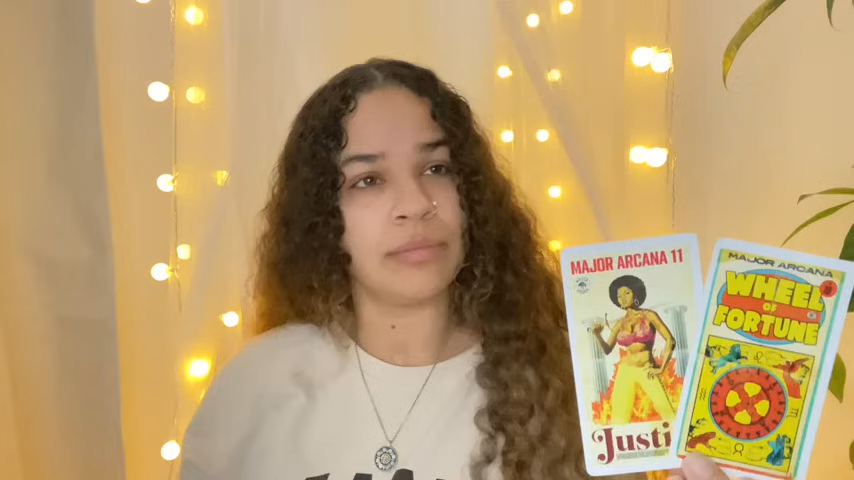 MAJOR ARCANA 11
Justi
MAJOR ARCANA
WHEEL
OF
FORTUNE